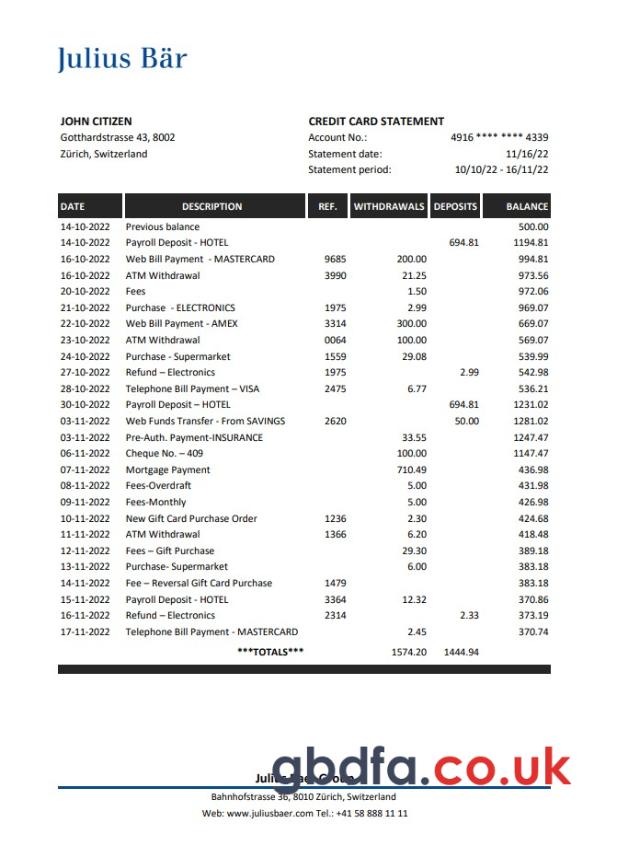 Julius Bär
JOHN CITIZEN
Gotthardstrasse 43, 8002
Zürich, Switzerland
CREDIT CARD STATEMENT
Account No.: 4916 **** **** 4339
Statement date: 11/16/22
Statement period: 10/10/22 - 16/11/22
DATE DESCRIPTION REF. WITHDRAWALS DEPOSITS BALANCE
14-10-2022 Previous balance 500.00
14-10-2022 Payroll Deposit - HOTEL 694.81 1194.81
16-10-2022 Web Bill Payment - MASTERCARD 9685 200.00 994.81
16-10-2022 ATM Withdrawal 3990 21.25 973.56
20-10-2022 Fees 1.50 972.06
21-10-2022 Purchase - ELECTRONICS 1975 2.99 969.07
22-10-2022 Web Bill Payment - AMEX 3314 300.00 669.07
23-10-2022 ATM Withdrawal 0064 100.00 569.07
24-10-2022 Purchase - Supermarket 1559 29.08 539.99
27-10-2022 Refund – Electronics 1975 2.99 542.98
28-10-2022 Telephone Bill Payment – VISA 2475 6.77 536.21
30-10-2022 Payroll Deposit – HOTEL 694.81 1231.02
03-11-2022 Web Funds Transfer - From SAVINGS 2620 50.00 1281.02
03-11-2022 Pre-Auth. Payment-INSURANCE 33.55 1247.47
06-11-2022 Cheque No. – 409 100.00 1147.47
07-11-2022 Mortgage Payment 710.49 436.98
08-11-2022 Fees-Overdraft 5.00 431.98
09-11-2022 Fees-Monthly 5.00 426.98
10-11-2022 New Gift Card Purchase Order 1236 2.30 424.68
11-11-2022 ATM Withdrawal 1366 6.20 418.48
12-11-2022 Fees – Gift Purchase 29.30 389.18
13-11-2022 Purchase- Supermarket 6.00 383.18
14-11-2022 Fee – Reversal Gift Card Purchase 1479 383.18
15-11-2022 Payroll Deposit - HOTEL 3364 12.32 370.86
16-11-2022 Refund – Electronics 2314 2.33 373.19
17-11-2022 Telephone Bill Payment - MASTERCARD 2.45 370.74
***TOTALS*** 1574.20 1444.94
gbdfa.co.uk
Bahnhofstrasse 36, 8010 Zürich, Switzerland
Web: www.juliusbaer.com Tel.: +41 58 888 11 11